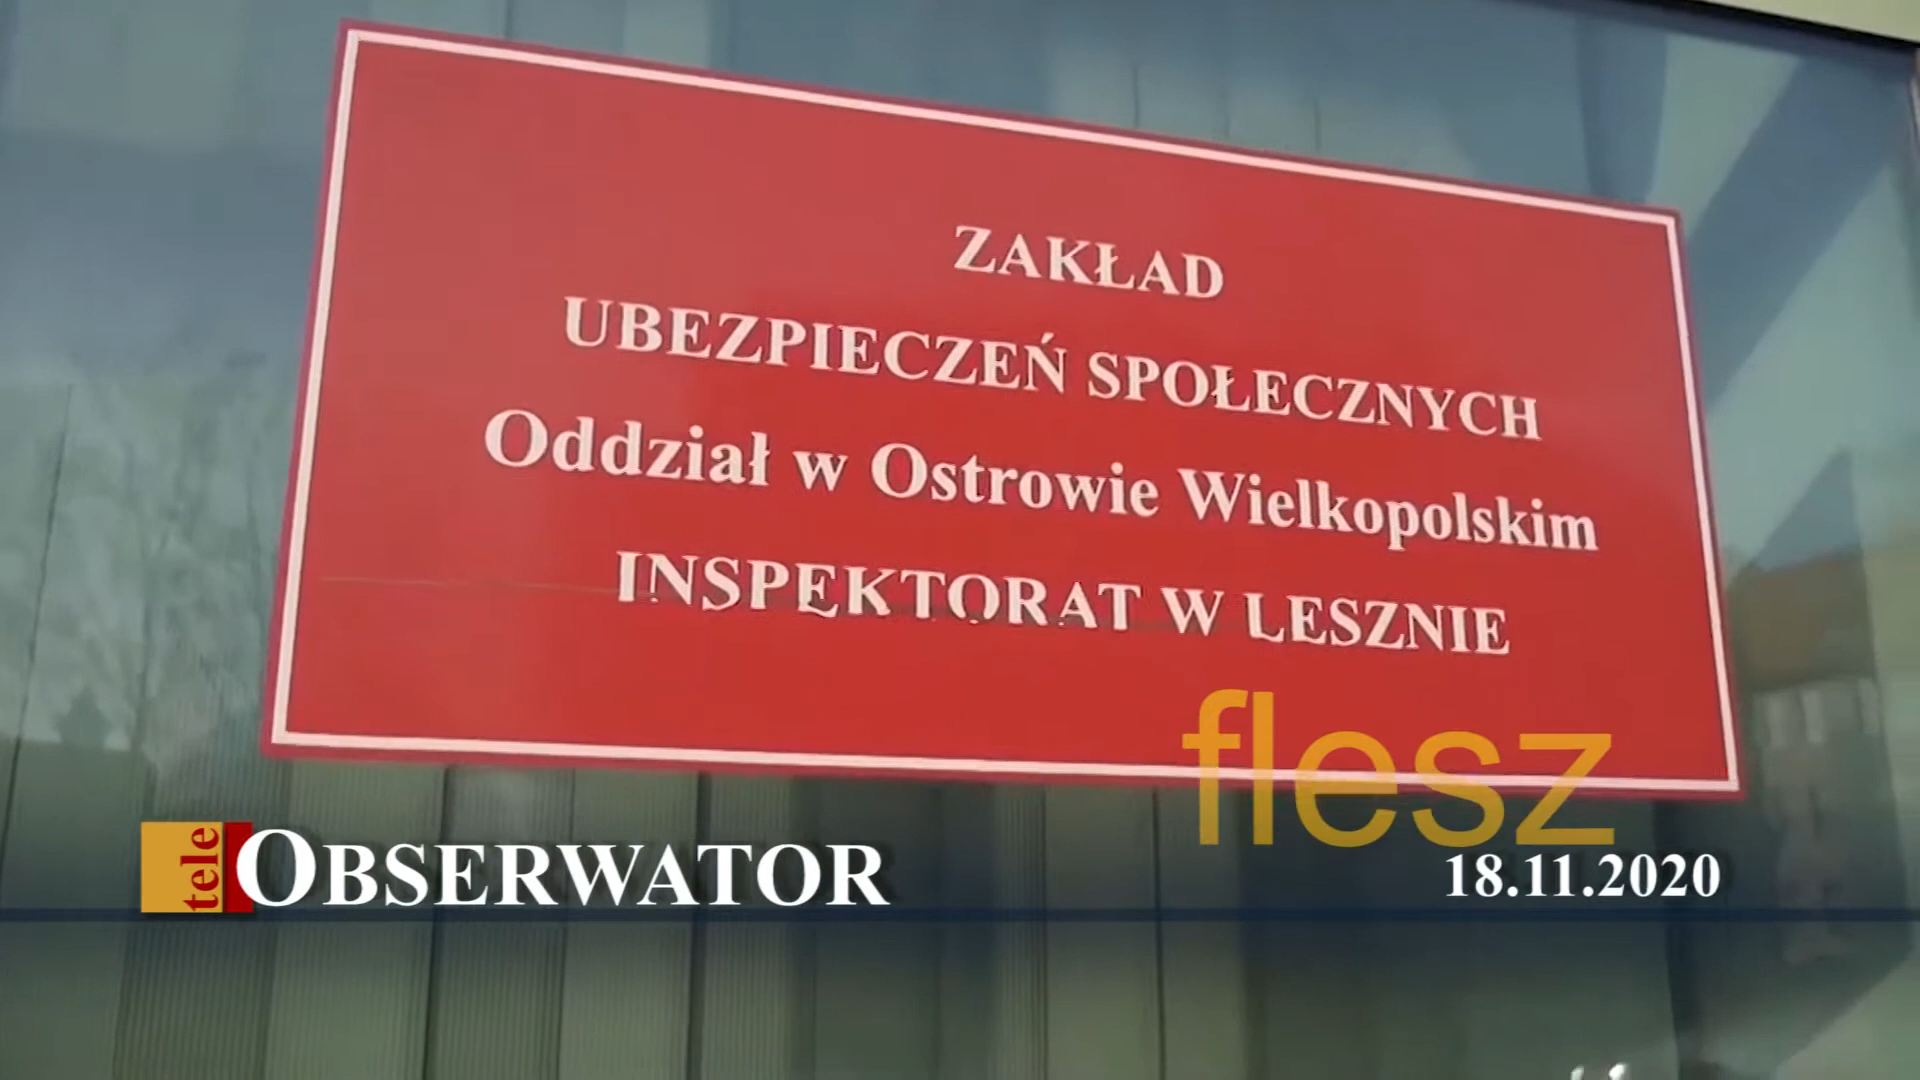 ZAKŁAD
UBEZPIECZEŃ SPOŁECZNYCH
Oddział w Ostrowie Wielkopolskim
INSPEKTORAT W LESZNIE
flesz
tele OBSERWATOR
18.11.2020